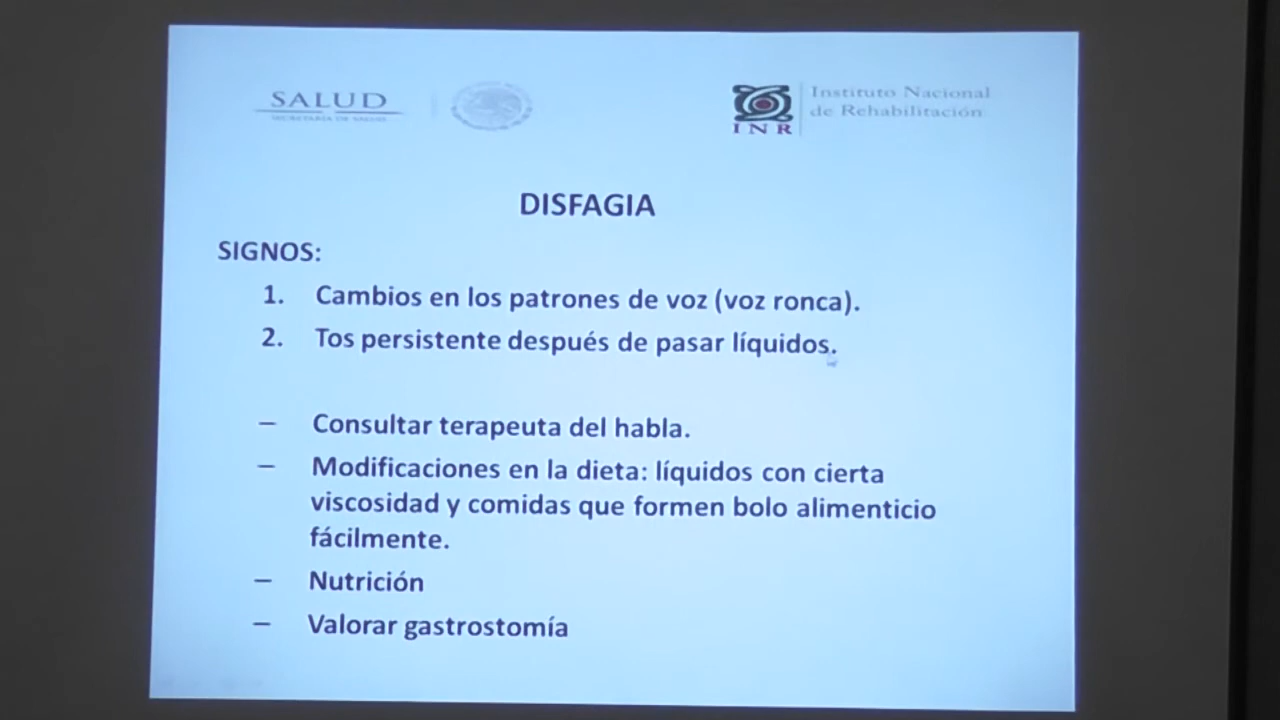 SALUD
SECRETARÍA DE SALUD
Instituto Nacional
de Rehabilitación
INR
DISFAGIA
SIGNOS:
1. Cambios en los patrones de voz (voz ronca).
2. Tos persistente después de pasar líquidos.
– Consultar terapeuta del habla.
– Modificaciones en la dieta: líquidos con cierta
viscosidad y comidas que formen bolo alimenticio
fácilmente.
– Nutrición
– Valorar gastrostomía